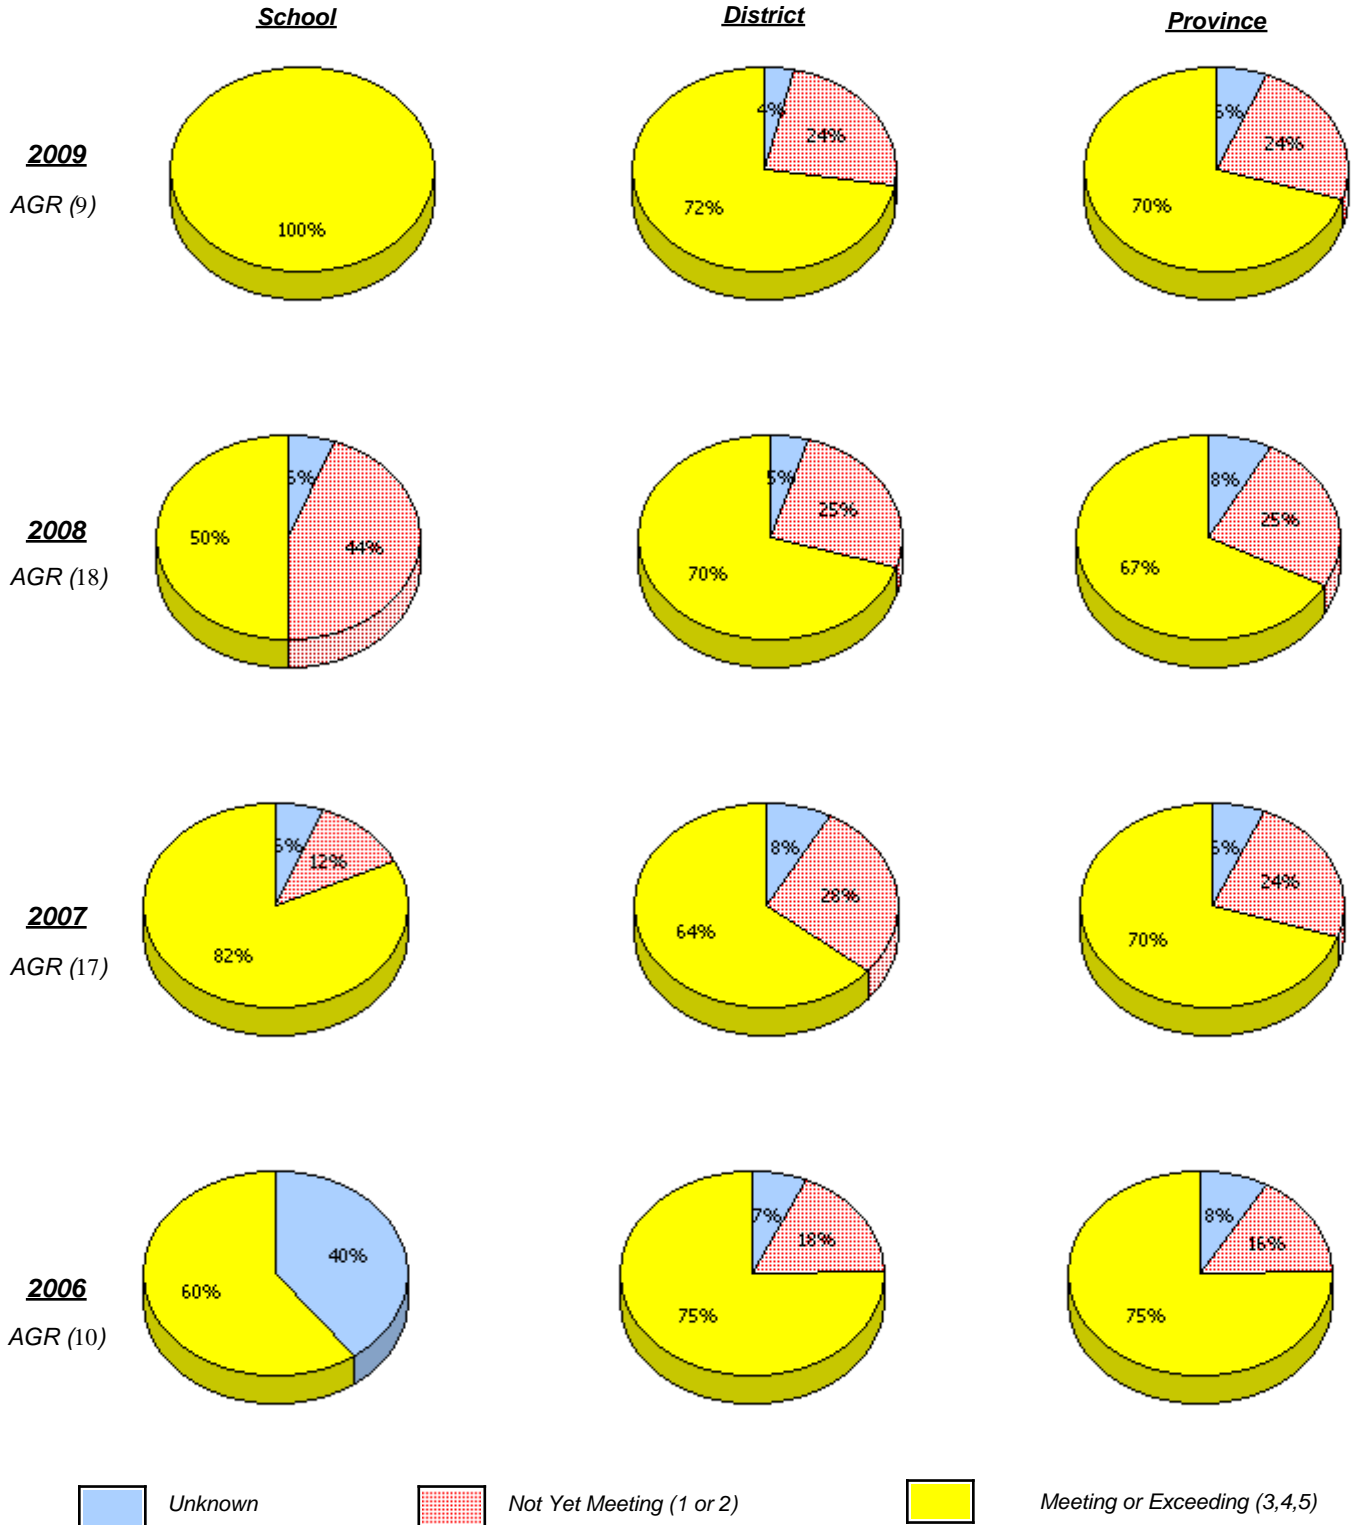 School District Province
4% 6%
24% 24%
2009
AGR (9)
72% 70%
100%
6% 5% 8%
25% 25%
2008
50% 44%
AGR (18)
70% 67%
6% 8% 6%
12% 28% 24%
2007
64% 70%
82%
AGR (17)
7% 8%
40% 18% 16%
2006
60%
75% 75%
AGR (10)
Unknown Not Yet Meeting (1 or 2) Meeting or Exceeding (3,4,5)